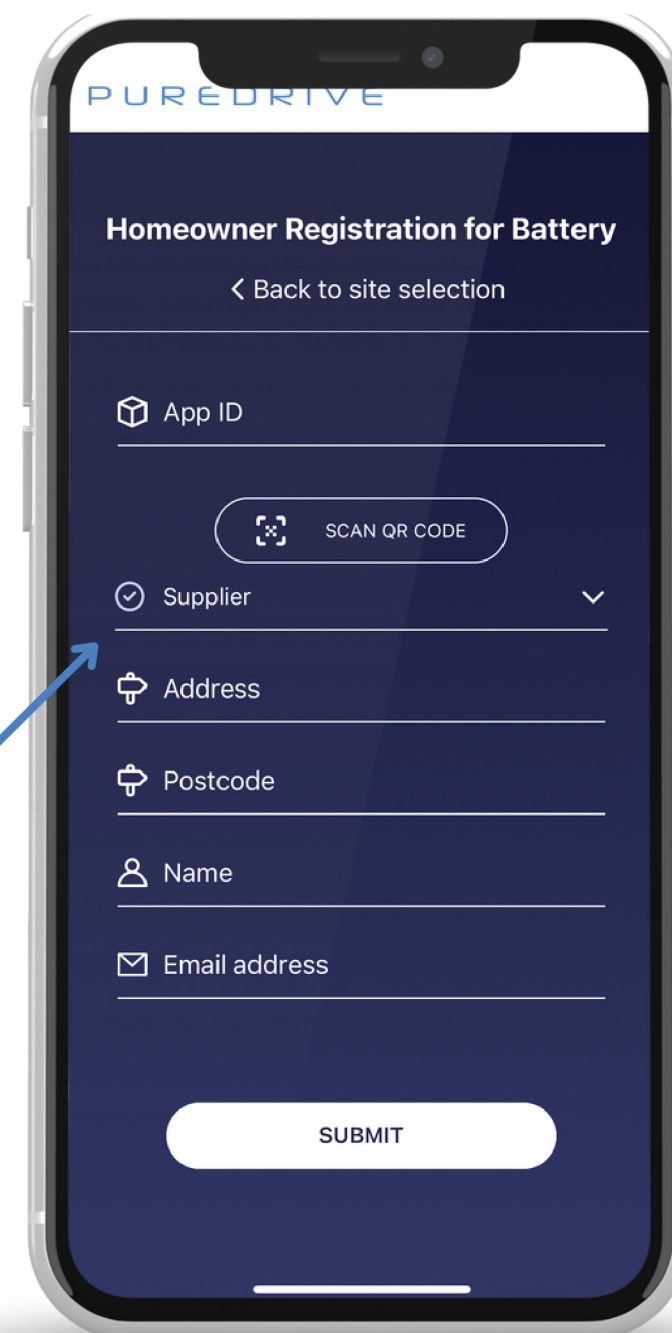 PUREDRIVE
Homeowner Registration for Battery
Back to site selection
App ID
SCAN QR CODE
Supplier
Address
Postcode
Name
Email address
SUBMIT